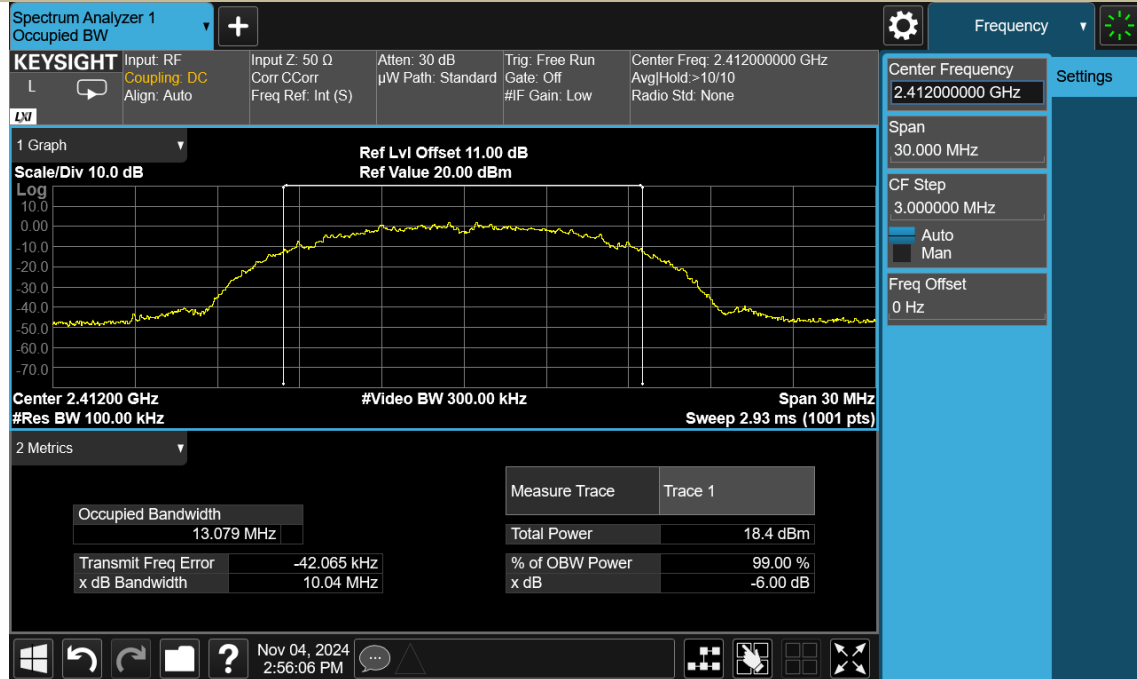 Spectrum Analyzer 1
Occupied BW
+
Frequency
KEYSIGHT
L
LXI
Input: RF
Coupling: DC
Align: Auto
Input Z: 50 Ω
Corr CCorr
Freq Ref: Int (S)
Atten: 30 dB
µW Path: Standard
Trig: Free Run
Gate: Off
#IF Gain: Low
Center Freq: 2.412000000 GHz
Avg|Hold:>10/10
Radio Std: None
Center Frequency
2.412000000 GHz
Settings
Span
30.000 MHz
CF Step
3.000000 MHz
Auto
Man
Freq Offset
0 Hz
1 Graph
Scale/Div 10.0 dB
Ref Lvl Offset 11.00 dB
Ref Value 20.00 dBm
Log
10.0
0.00
-10.0
-20.0
-30.0
-40.0
-50.0
-60.0
-70.0
Center 2.41200 GHz
#Video BW 300.00 kHz
Span 30 MHz
#Res BW 100.00 kHz
Sweep 2.93 ms (1001 pts)
2 Metrics
Measure Trace Trace 1
Occupied Bandwidth
13.079 MHz
Total Power 18.4 dBm
Transmit Freq Error -42.065 kHz
% of OBW Power 99.00 %
x dB Bandwidth 10.04 MHz
x dB -6.00 dB
?
Nov 04, 2024
2:56:06 PM